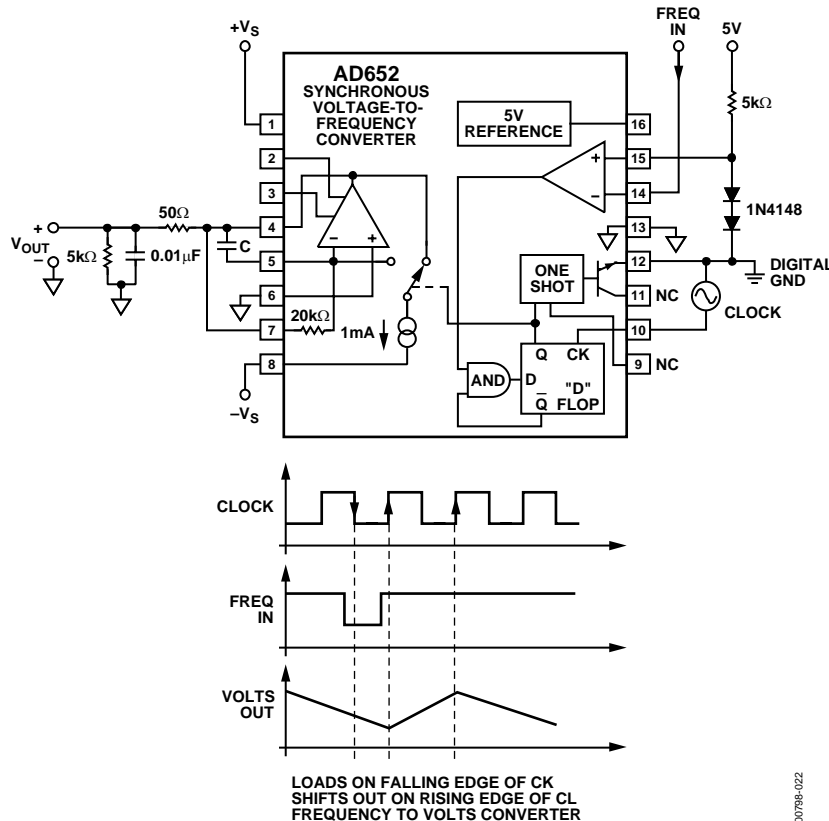 +VS
FREQ
IN
5V
AD652
SYNCHRONOUS
VOLTAGE-TO-
FREQUENCY
CONVERTER
5V
REFERENCE
5kΩ
1
2
3
4
5
6
7
8
16
15
14
13
12
11
10
9
+
–
1N4148
50Ω
+
VOUT
–
5kΩ
0.01µF
C
–
+
20kΩ
1mA
–VS
ONE
SHOT
NC
DIGITAL
GND
CLOCK
NC
AND
Q
CK
D
"D"
Q
FLOP
CLOCK
FREQ
IN
VOLTS
OUT
LOADS ON FALLING EDGE OF CK
SHIFTS OUT ON RISING EDGE OF CL
FREQUENCY TO VOLTS CONVERTER
00798-022